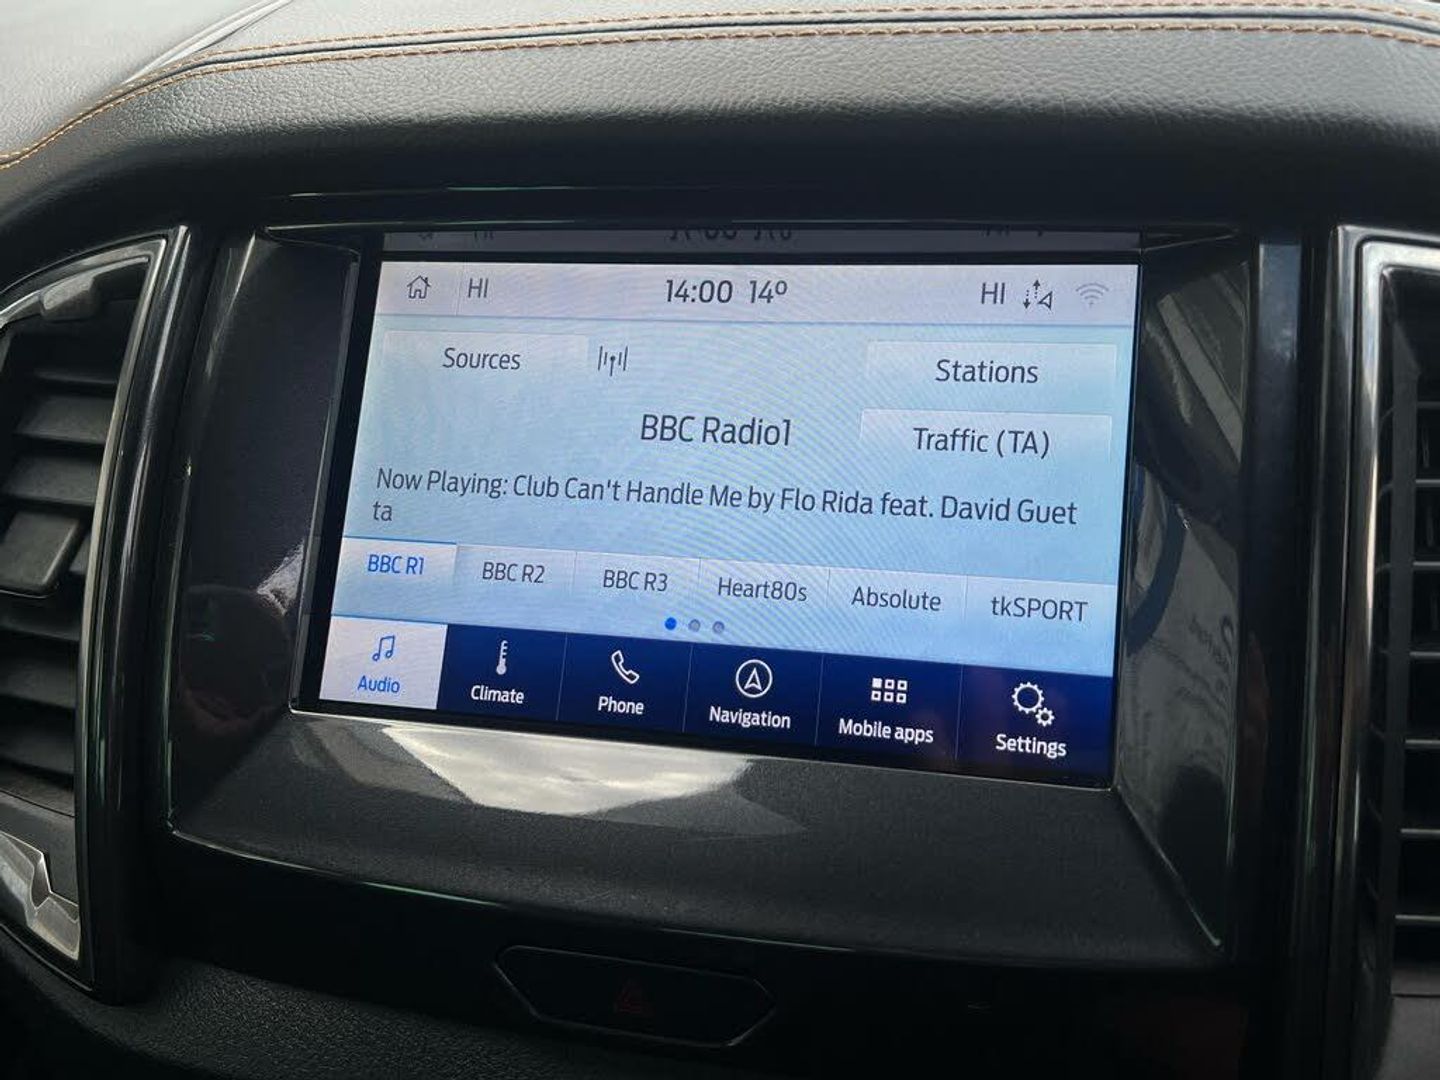 HI 14:00 14° HI
Sources Stations
BBC Radio1 Traffic (TA)
Now Playing: Club Can't Handle Me by Flo Rida feat. David Guet
ta
BBC R1 BBC R2 BBC R3 Heart80s Absolute tkSPORT
Audio Climate Phone Navigation Mobile apps Settings